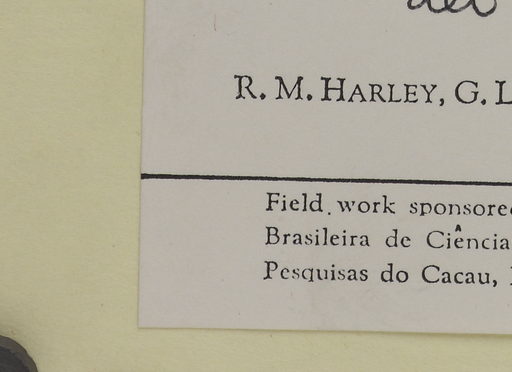 R. M. HARLEY, G. L
Field work sponsore
Brasileira de Ciência
Pesquisas do Cacau,